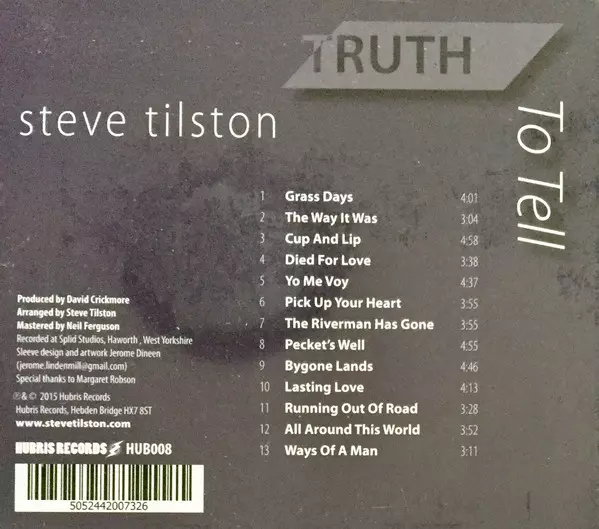 TRUTH
To Tell
steve tilston
1 Grass Days 4:01
2 The Way It Was 3:04
3 Cup And Lip 4:58
4 Died For Love 3:38
5 Yo Me Voy 4:37
6 Pick Up Your Heart 3:55
7 The Riverman Has Gone 3:55
8 Pecket's Well 4:55
9 Bygone Lands 4:46
10 Lasting Love 4:13
11 Running Out Of Road 3:28
12 All Around This World 3:52
13 Ways Of A Man 3:11
Produced by David Crickmore
Arranged by Steve Tilston
Mastered by Neil Ferguson
Recorded at Splid Studios, Haworth , West Yorkshire
Sleeve design and artwork Jerome Dineen
(jerome.lindenmill@gmail.com)
Special thanks to Margaret Robson
℗& © 2015 Hubris Records
Hubris Records, Hebden Bridge HX7 8ST
www.stevetilston.com
HUBRIS RECORDS HUB008
5052442007326